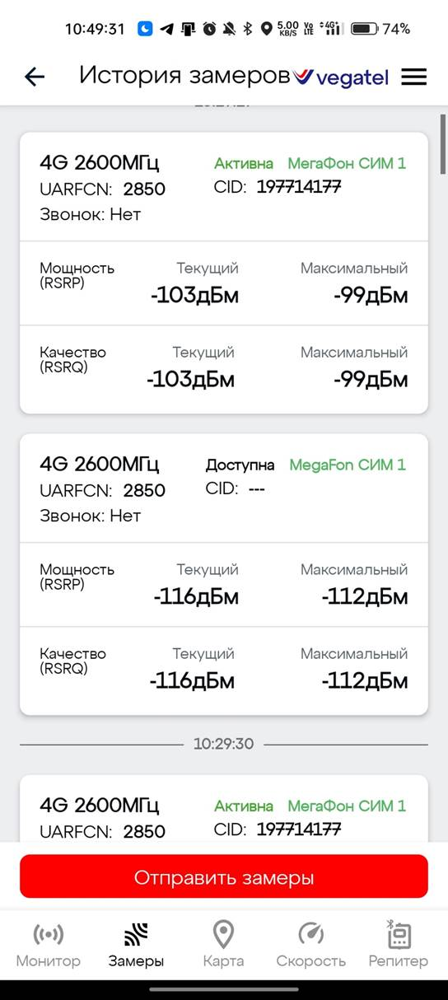 10:49:31 5.00 KB/S Vo LTE 4G 74%
История замеров vegatel
4G 2600МГц Активна МегаФон СИМ 1
UARFCN: 2850 CID: 197714177
Звонок: Нет
Мощность Текущий Максимальный
(RSRP) -103дБм -99дБм
Качество Текущий Максимальный
(RSRQ) -103дБм -99дБм
4G 2600МГц Доступна MegaFon СИМ 1
UARFCN: 2850 CID: ---
Звонок: Нет
Мощность Текущий Максимальный
(RSRP) -116дБм -112дБм
Качество Текущий Максимальный
(RSRQ) -116дБм -112дБм
10:29:30
4G 2600МГц Активна МегаФон СИМ 1
UARFCN: 2850 CID: 197714177
Отправить замеры
Монитор Замеры Карта Скорость Репитер